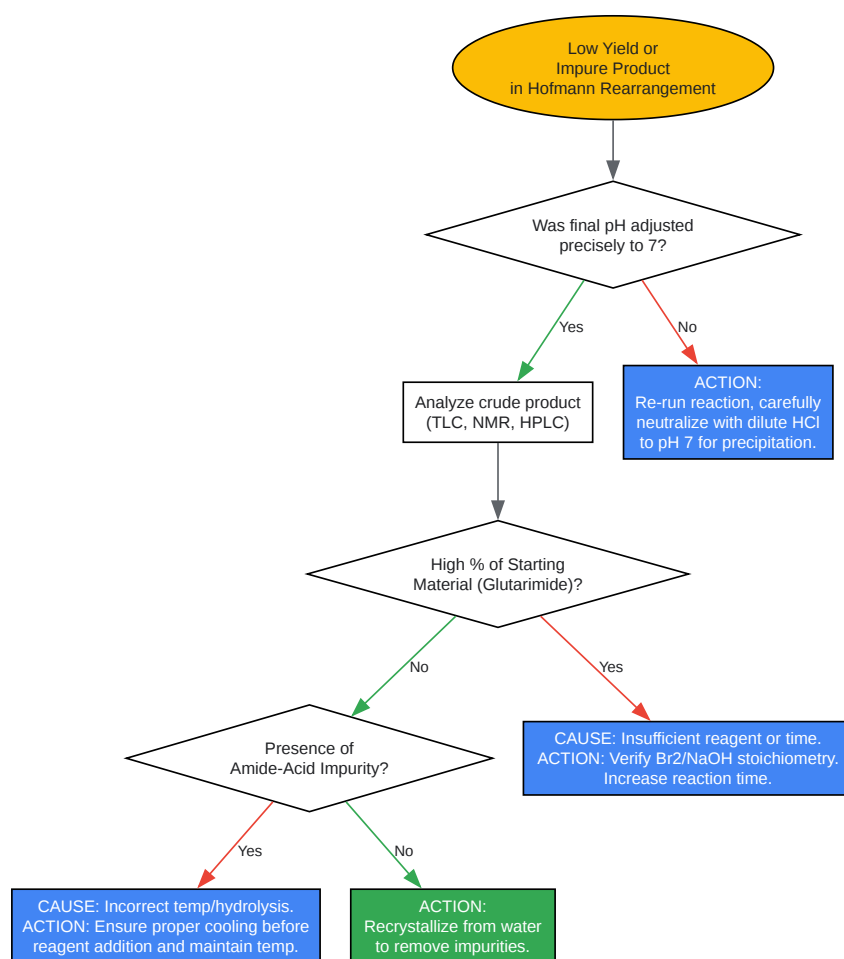 Low Yield or
Impure Product
in Hofmann Rearrangement
Was final pH adjusted
precisely to 7?
Yes
No
Analyze crude product
(TLC, NMR, HPLC)
ACTION:
Re-run reaction, carefully
neutralize with dilute HCl
to pH 7 for precipitation.
High % of Starting
Material (Glutarimide)?
No
Yes
Presence of
Amide-Acid Impurity?
CAUSE: Insufficient reagent or time.
ACTION: Verify Br2/NaOH stoichiometry.
Increase reaction time.
Yes
No
CAUSE: Incorrect temp/hydrolysis.
ACTION: Ensure proper cooling before
reagent addition and maintain temp.
ACTION:
Recrystallize from water
to remove impurities.